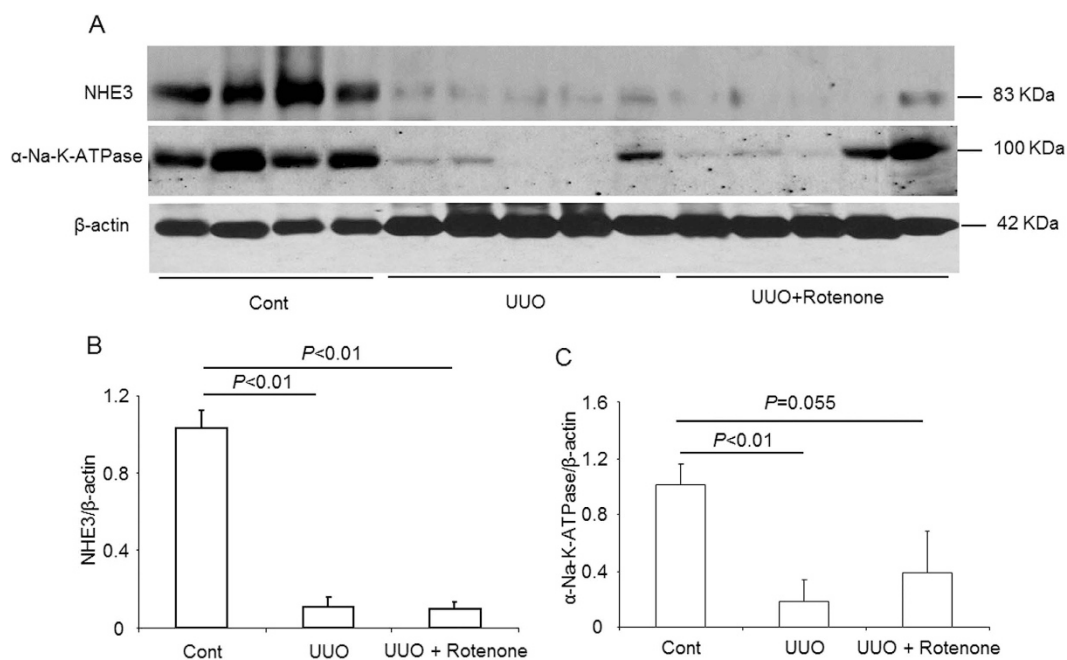 A
NHE3
83 KDa
α-Na-K-ATPase
100 KDa
β-actin
42 KDa
Cont
UUO
UUO+Rotenone
B
P<0.01
P<0.01
NHE3/β-actin
1.2
0.8
0.4
0
Cont
UUO
UUO + Rotenone
C
P=0.055
P<0.01
α-Na-K-ATPase/β-actin
1.6
1.2
0.8
0.4
0
Cont
UUO
UUO + Rotenone